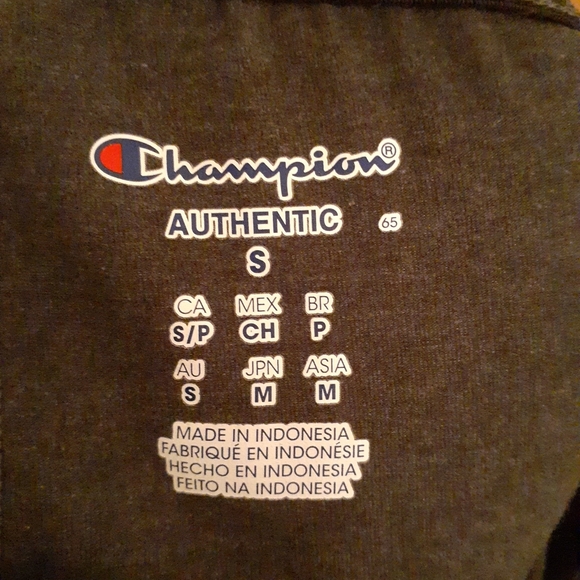 Champion®
AUTHENTIC 65
S
CA MEX BR
S/P CH P
AU JPN ASIA
S M M
MADE IN INDONESIA
FABRIQUÉ EN INDONÉSIE
HECHO EN INDONESIA
FEITO NA INDONESIA